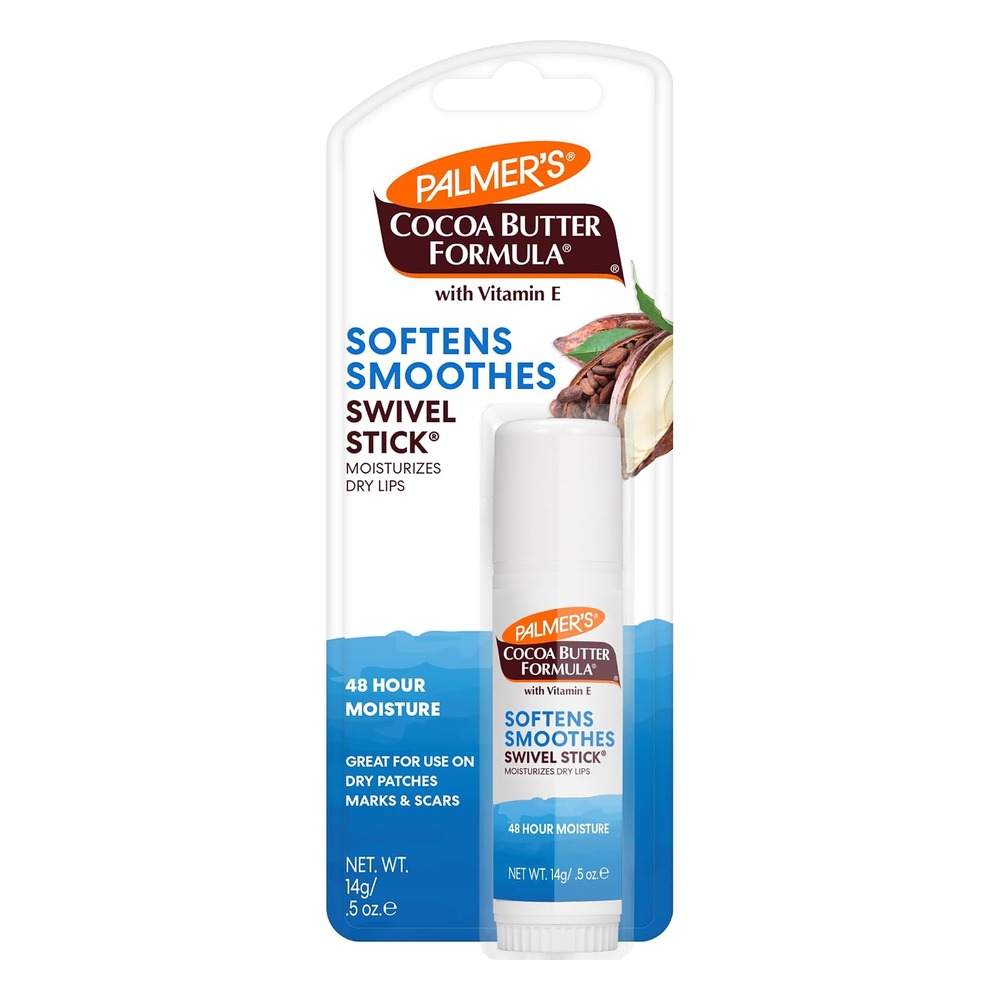 PALMER'S®
COCOA BUTTER
FORMULA®
®
with Vitamin E
SOFTENS
SMOOTHES
SWIVEL
STICK®
MOISTURIZES
DRY LIPS
48 HOUR
MOISTURE
GREAT FOR USE ON
DRY PATCHES
MARKS & SCARS
NET. WT.
14g/
.5 oz.℮
PALMER'S®
COCOA BUTTER
FORMULA®
®
with Vitamin E
SOFTENS
SMOOTHES
SWIVEL STICK®
MOISTURIZES DRY LIPS
48 HOUR MOISTURE
NET WT. 14g/ .5 oz.℮